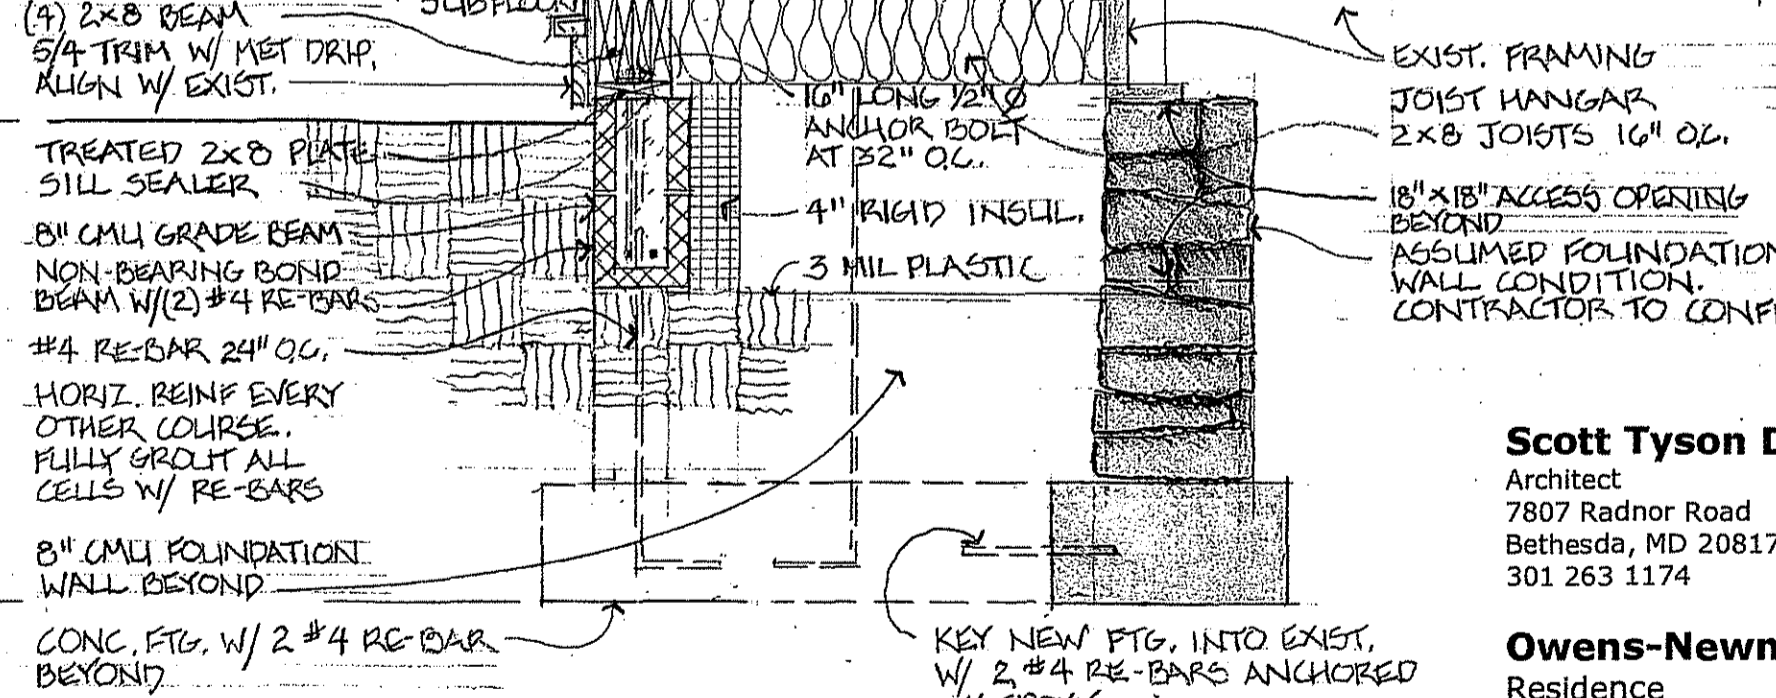 (4) 2x8 BEAM
5/4 TRIM W/ MET DRIP,
ALIGN W/ EXIST.
SUBFLOOR
TREATED 2x8 PLATE
SILL SEALER
8" CMU GRADE BEAM
NON-BEARING BOND
BEAM W/(2) #4 RE-BARS
#4 RE-BAR 24" O.C.
HORIZ. REINF EVERY
OTHER COURSE.
FULLY GROUT ALL
CELLS W/ RE-BARS
8" CMU FOUNDATION
WALL BEYOND
CONC. FTG. W/ 2 #4 RE-BAR
BEYOND
16" LONG 1/2" Ø
ANCHOR BOLT
AT 32" O.C.
4" RIGID INSUL.
3 MIL PLASTIC
KEY NEW FTG. INTO EXIST.
W/ 2 #4 RE-BARS ANCHORED
EXIST. FRAMING
JOIST HANGAR
2x8 JOISTS 16" O.C.
18" x 18" ACCESS OPENING
BEYOND
ASSUMED FOUNDATION
WALL CONDITION.
CONTRACTOR TO CONF
Scott Tyson D
Architect
7807 Radnor Road
Bethesda, MD 20817
301 263 1174
Owens-Newm
Residence